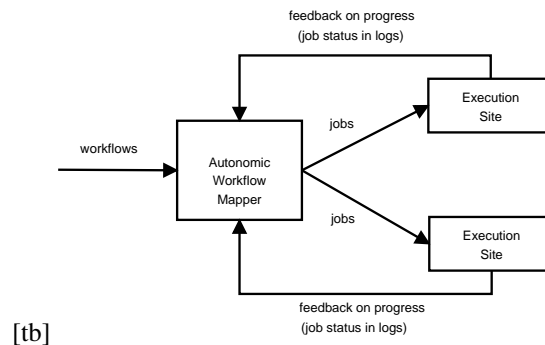 feedback on progress
(job status in logs)
Execution
Site
jobs
workflows
Autonomic
Workflow
Mapper
jobs
Execution
Site
feedback on progress
(job status in logs)
[tb]